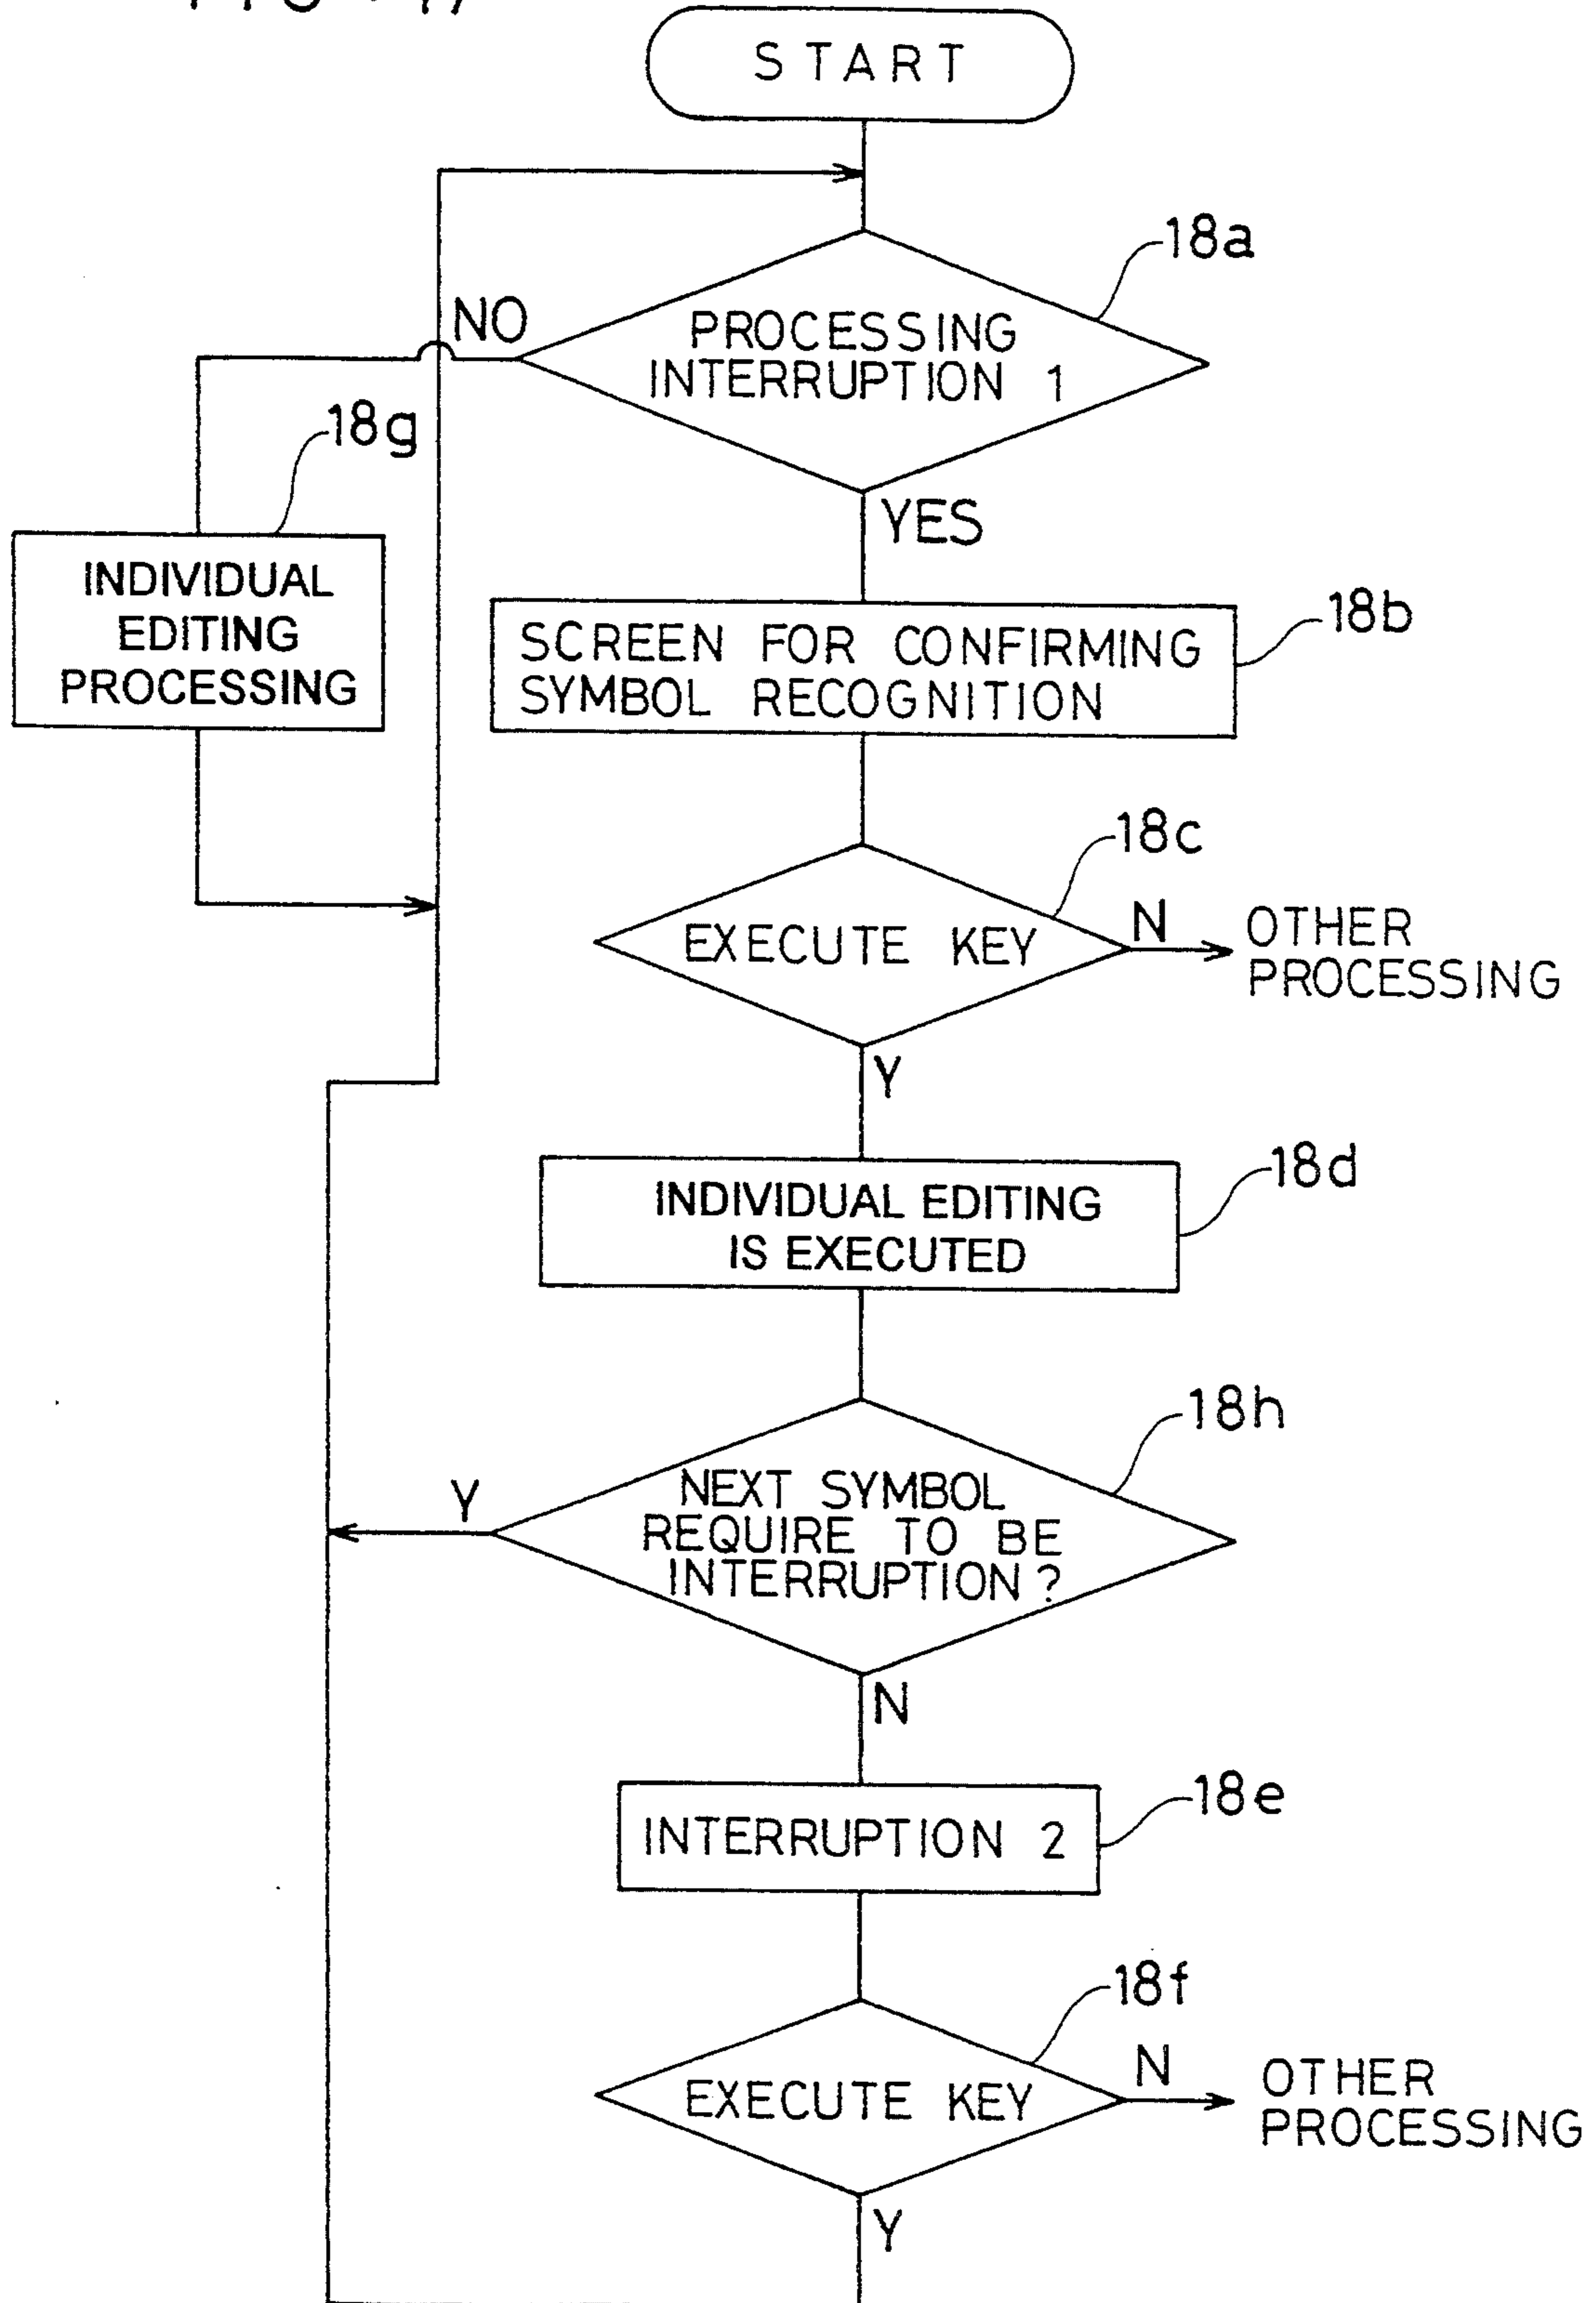 START
18a
NO
PROCESSING
INTERRUPTION 1
18g
YES
INDIVIDUAL
EDITING
PROCESSING
18b
SCREEN FOR CONFIRMING
SYMBOL RECOGNITION
18c
EXECUTE KEY
N
OTHER
PROCESSING
Y
18d
INDIVIDUAL EDITING
IS EXECUTED
18h
Y
NEXT SYMBOL
REQUIRE TO BE
INTERRUPTION?
N
18e
INTERRUPTION 2
18f
EXECUTE KEY
N
OTHER
PROCESSING
Y